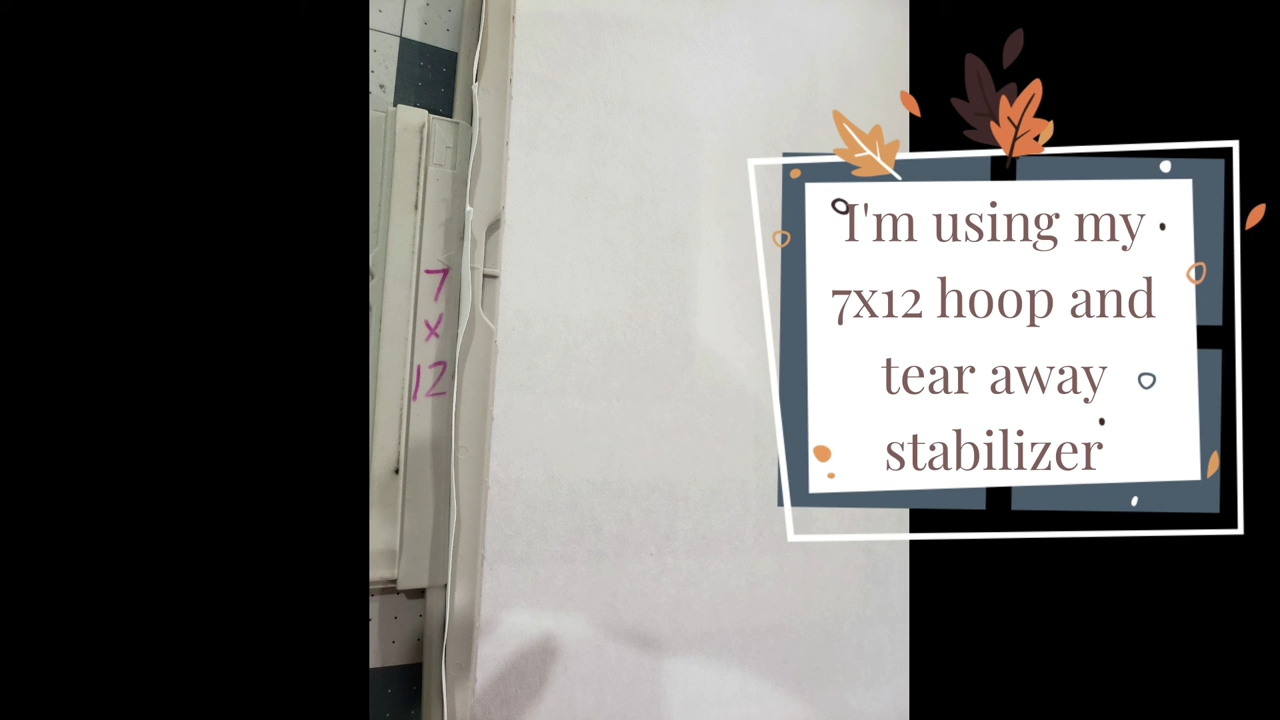 7
x
12
I'm using my
7x12 hoop and
tear away
stabilizer